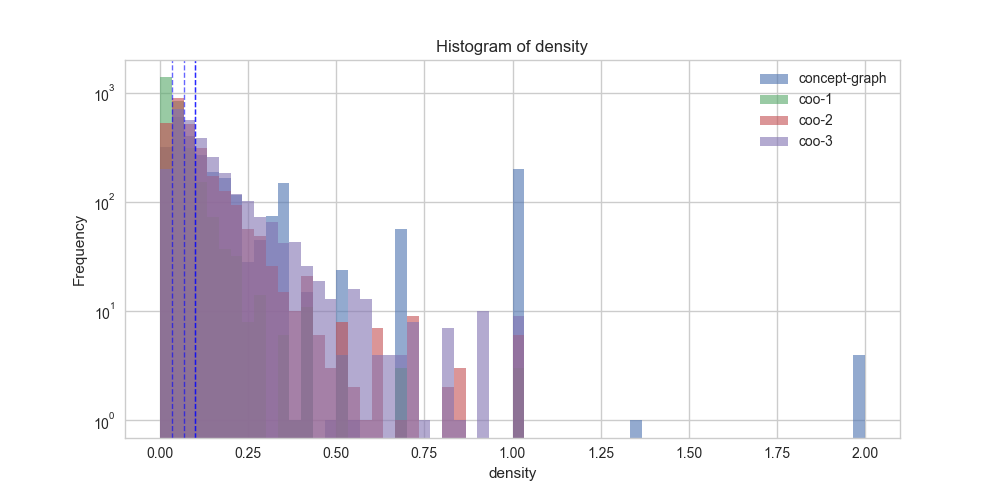 Histogram of density
concept-graph
coo-1
coo-2
coo-3
Frequency
10³
10²
10¹
10⁰
0.00 0.25 0.50 0.75 1.00 1.25 1.50 1.75 2.00
density